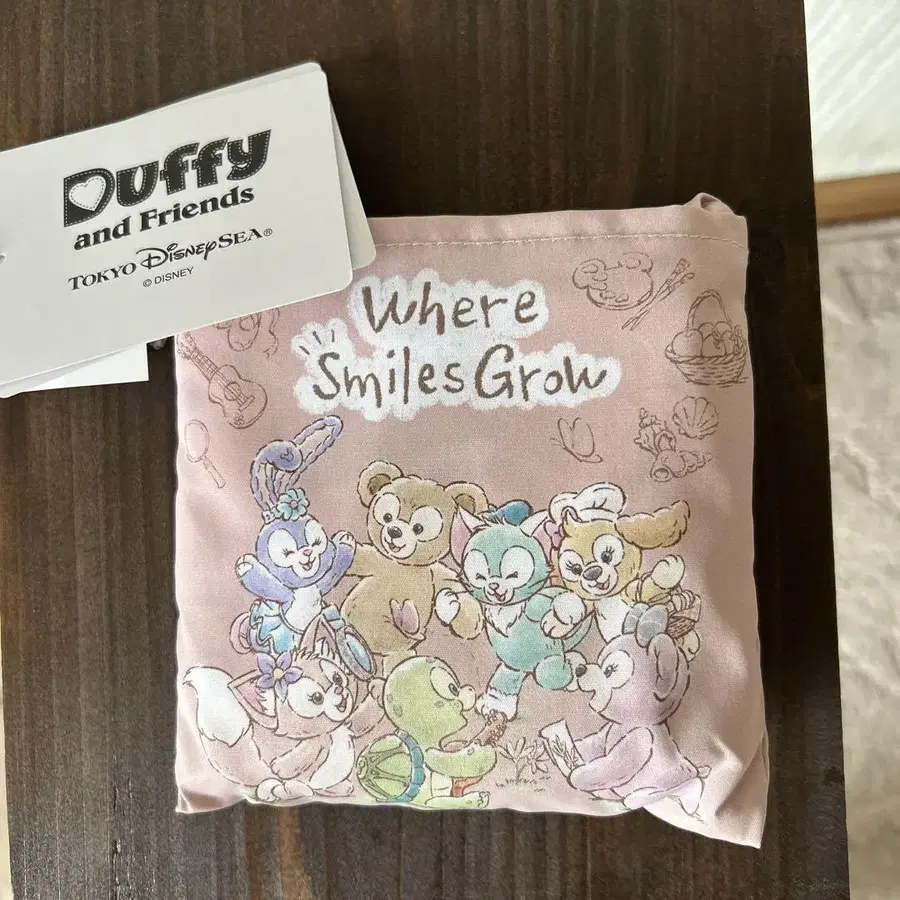 Duffy
and Friends
TOKYO DISNEYSEA®
© DISNEY
Where
Smiles Grow